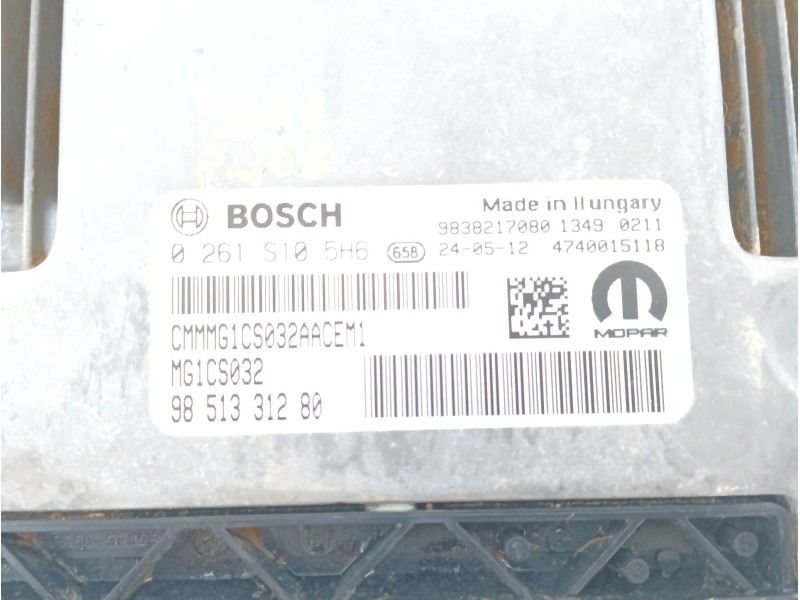 BOSCH
Made in Hungary
9838217080 1349 0211
0 261 S10 5H6 658 24-05-12 4740015118
CMMMG1CS032AACEM1
MOPAR
MG1CS032
98 513 312 80